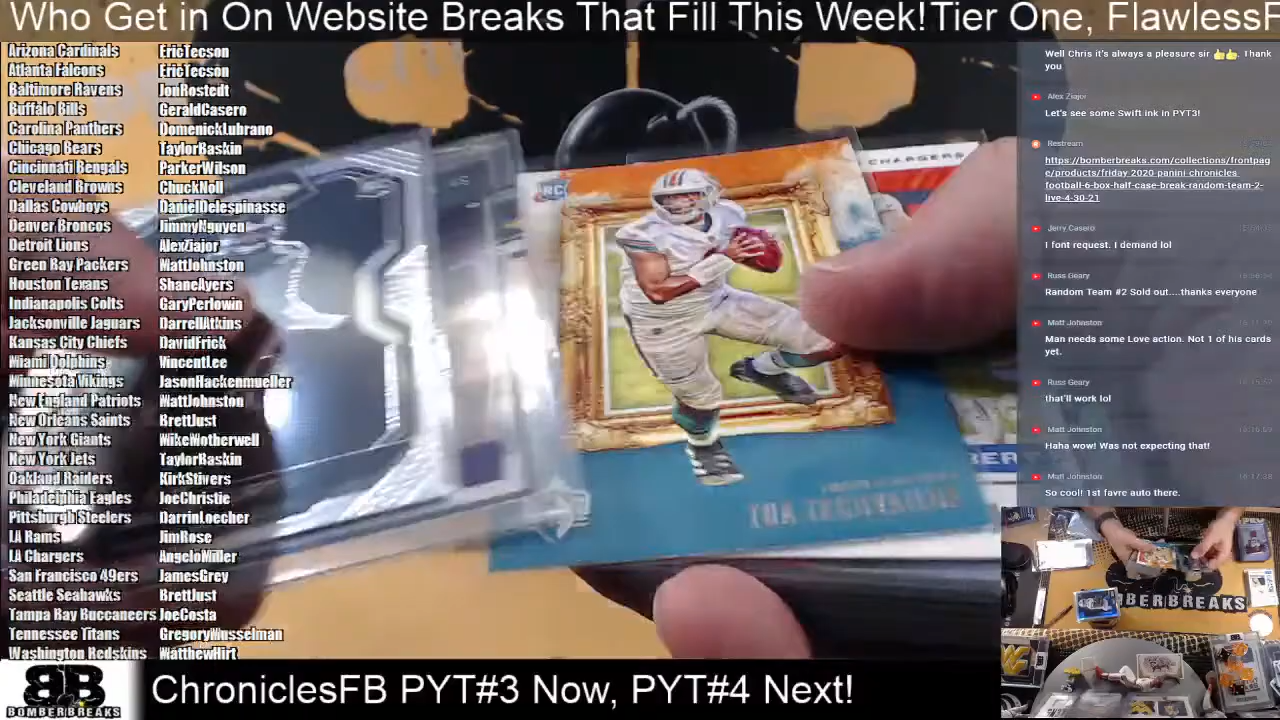 Who Get in On Website Breaks That Fill This Week! Tier One, FlawlessF
Arizona Cardinals EricTecson
Atlanta Falcons EricTecson
Baltimore Ravens JonRostedt
Buffalo Bills GeraldCasero
Carolina Panthers DomenickLubrano
Chicago Bears TaylorRaskin
Cincinnati Bengals ParkerWilson
Cleveland Browns ChuckNoll
Dallas Cowboys DanielDelespinasse
Denver Broncos JimmyNguyen
Detroit Lions AlexZiajor
Green Bay Packers MattJohnston
Houston Texans ShaneAyers
Indianapolis Colts GaryPerlowin
Jacksonville Jaguars DarrellAtkins
Kansas City Chiefs DavidFrick
Miami Dolphins VincentLee
Minnesota Vikings JasonHackenmueller
New England Patriots MattJohnston
New Orleans Saints BrettJust
New York Giants MikeWotherwell
New York Jets TaylorRaskin
Oakland Raiders KirkStivers
Philadelphia Eagles JoeChristie
Pittsburgh Steelers DarrinLoecher
LA Rams JimRose
LA Chargers AngeloMiller
San Francisco 49ers JamesGrey
Seattle Seahawks BrettJust
Tampa Bay Buccaneers JoeCosta
Tennessee Titans GregoryMusselman
Washington Redskins MatthewHirt
RC
CHARGERS
Well Chris it's always a pleasure sir 👍👍. Thank
you
Alex Ziajor
Let's see some Swift ink in PYT3!
Restream
https://bomberbreaks.com/collections/frontpag
e/products/friday-2020-panini-chronicles-
football-6-box-half-case-break-random-team-2-
live-4-30-21
Jerry Casero
I font request. I demand lol
Russ Geary
Random Team #2 Sold out....thanks everyone
Matt Johnston
Man needs some Love action. Not 1 of his cards
yet.
Russ Geary
that'll work lol
Matt Johnston
Haha wow! Was not expecting that!
Matt Johnston
So cool! 1st favre auto there.
BOMBERBREAKS
BB
BOMBERBREAKS
ChroniclesFB PYT#3 Now, PYT#4 Next!